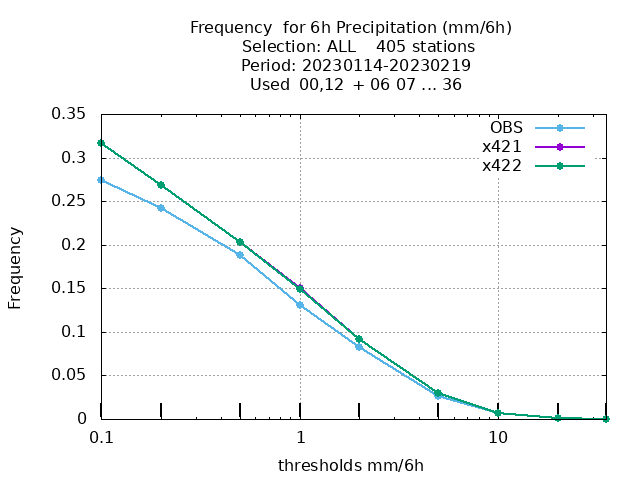 Frequency  for 6h Precipitation (mm/6h)
Selection: ALL    405 stations
Period: 20230114-20230219
Used  00,12  + 06 07 ... 36
OBS
x421
x422
Frequency
0.35
0.3
0.25
0.2
0.15
0.1
0.05
0
0.1
1
10
thresholds mm/6h